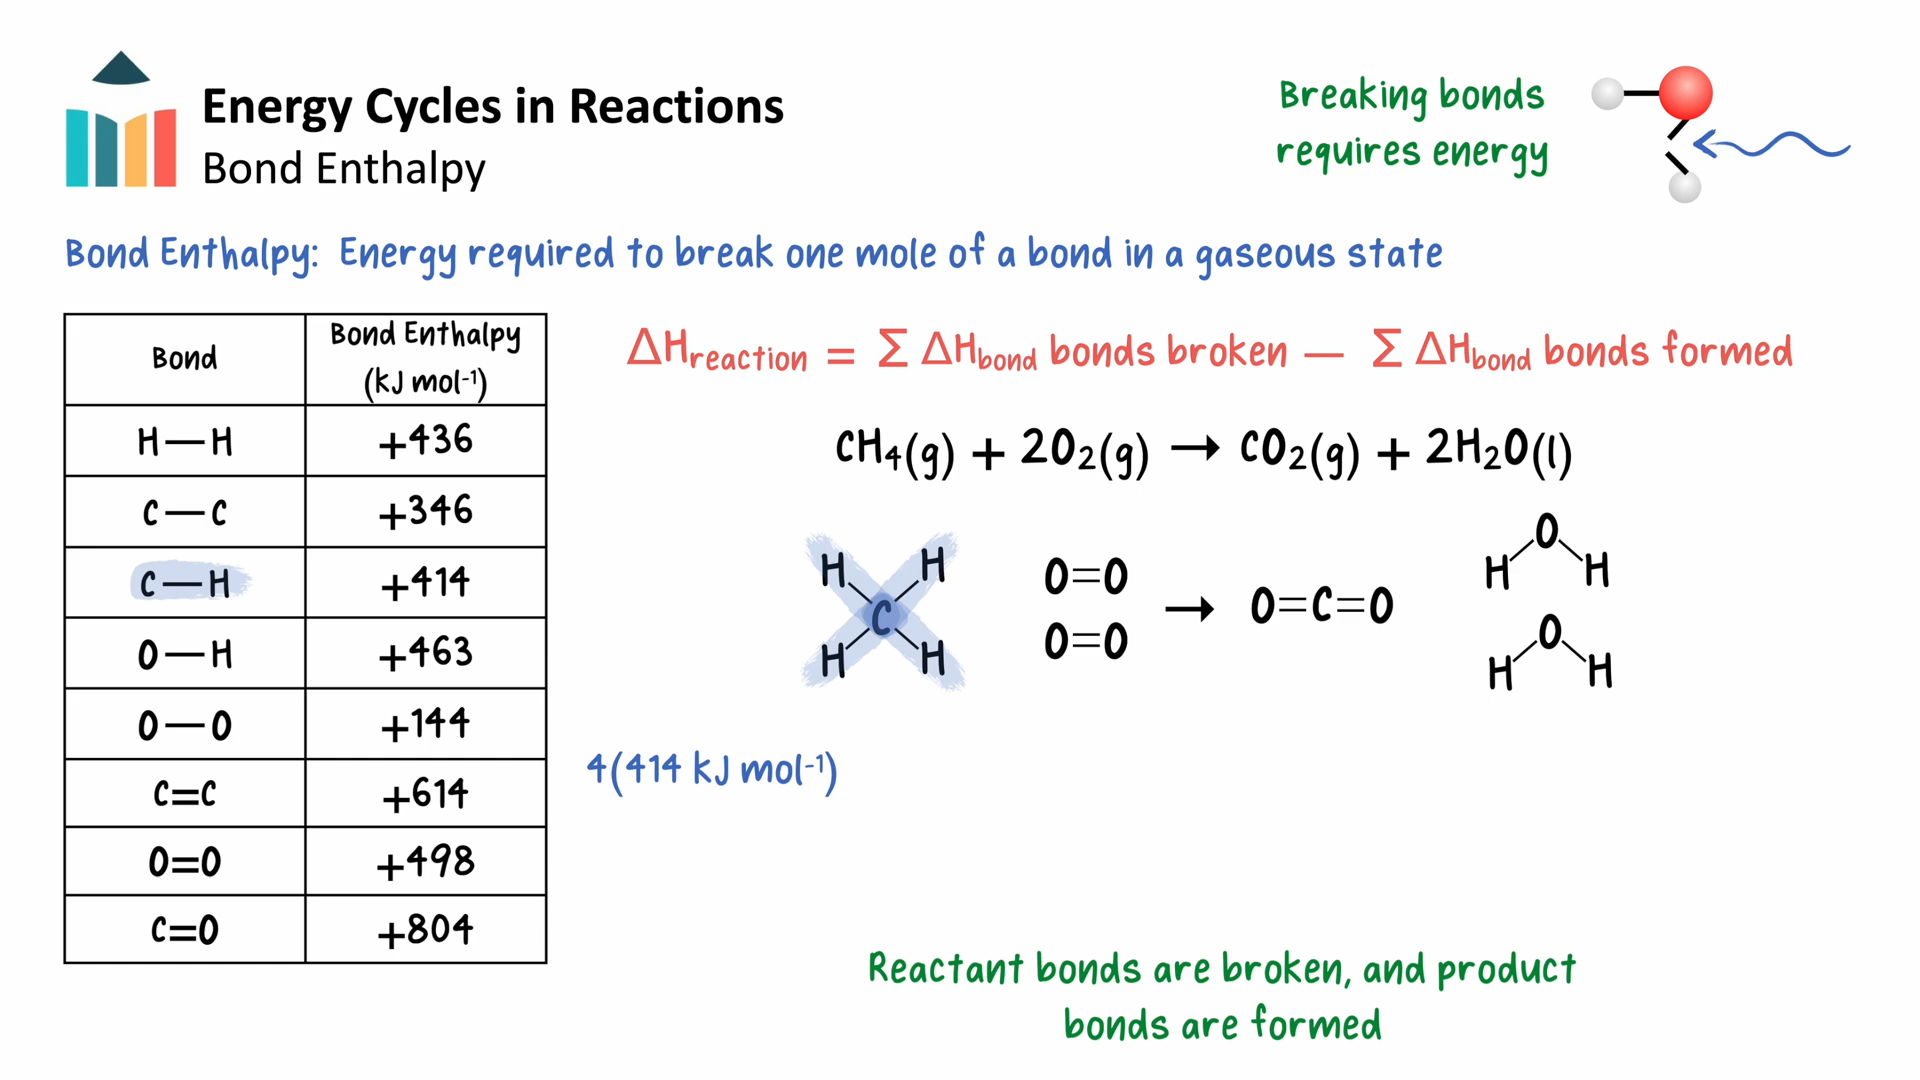 Energy Cycles in Reactions
Bond Enthalpy
Breaking bonds
requires energy
Bond Enthalpy: Energy required to break one mole of a bond in a gaseous state
Bond
Bond Enthalpy
(kJ mol⁻¹)
H—H +436
C—C +346
C—H +414
O—H +463
O—O +144
C=C +614
O=O +498
C=O +804
ΔHreaction = Σ ΔHbond bonds broken — Σ ΔHbond bonds formed
CH₄(g) + 2O₂(g) → CO₂(g) + 2H₂O(l)
H H
C
H H
O=O
O=O
→
O=C=O
O
H H
O
H H
4(414 kJ mol⁻¹)
Reactant bonds are broken, and product
bonds are formed